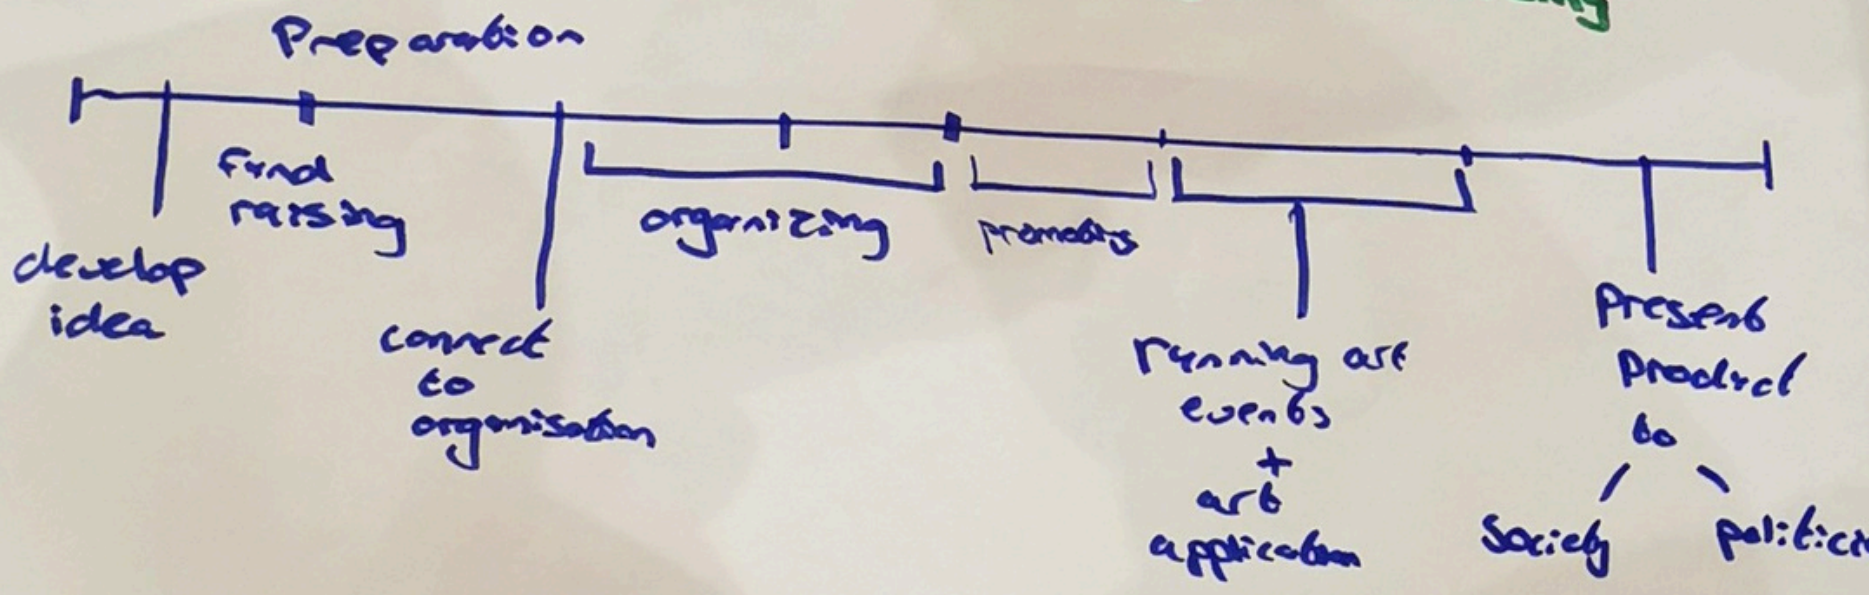 Preparation
develop
idea
fund
raising
connect
to
organisation
organizing
promoting
running art
events
+
art
application
present
product
to
society